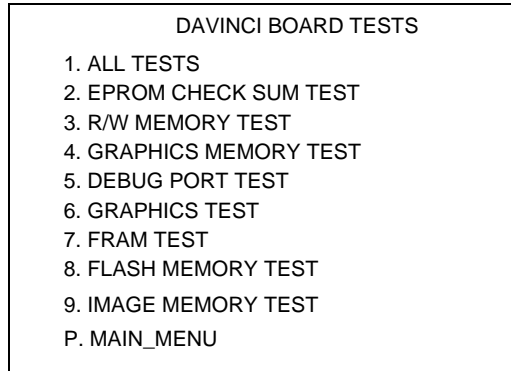 DAVINCI BOARD TESTS
1. ALL TESTS
2. EPROM CHECK SUM TEST
3. R/W MEMORY TEST
4. GRAPHICS MEMORY TEST
5. DEBUG PORT TEST
6. GRAPHICS TEST
7. FRAM TEST
8. FLASH MEMORY TEST
9. IMAGE MEMORY TEST
P. MAIN_MENU